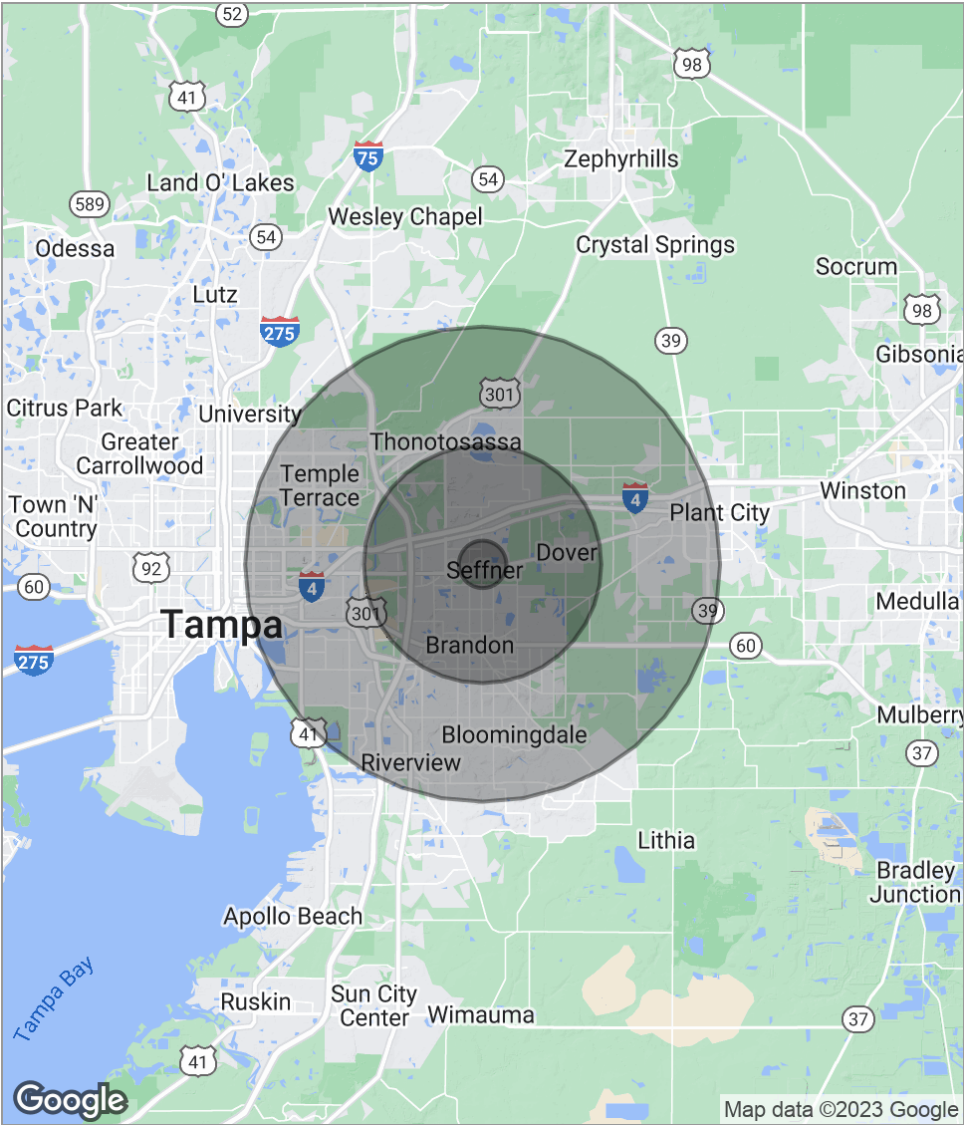 52
98
41
75
Zephyrhills
54
Land O' Lakes
589
Wesley Chapel
54
Crystal Springs
Odessa
Socrum
Lutz
98
275
39
Gibsonia
301
Citrus Park
University
Greater
Carrollwood
Thonotosassa
Temple
Terrace
Town 'N'
Country
4
Winston
Plant City
Dover
92
Seffner
60
4
Medulla
301
39
Tampa
Brandon
60
275
Mulberry
41
Bloomingdale
37
Riverview
Lithia
Bradley
Junction
Apollo Beach
Tampa Bay
Ruskin
Sun City
Center
Wimauma
37
41
Google
Map data ©2023 Google